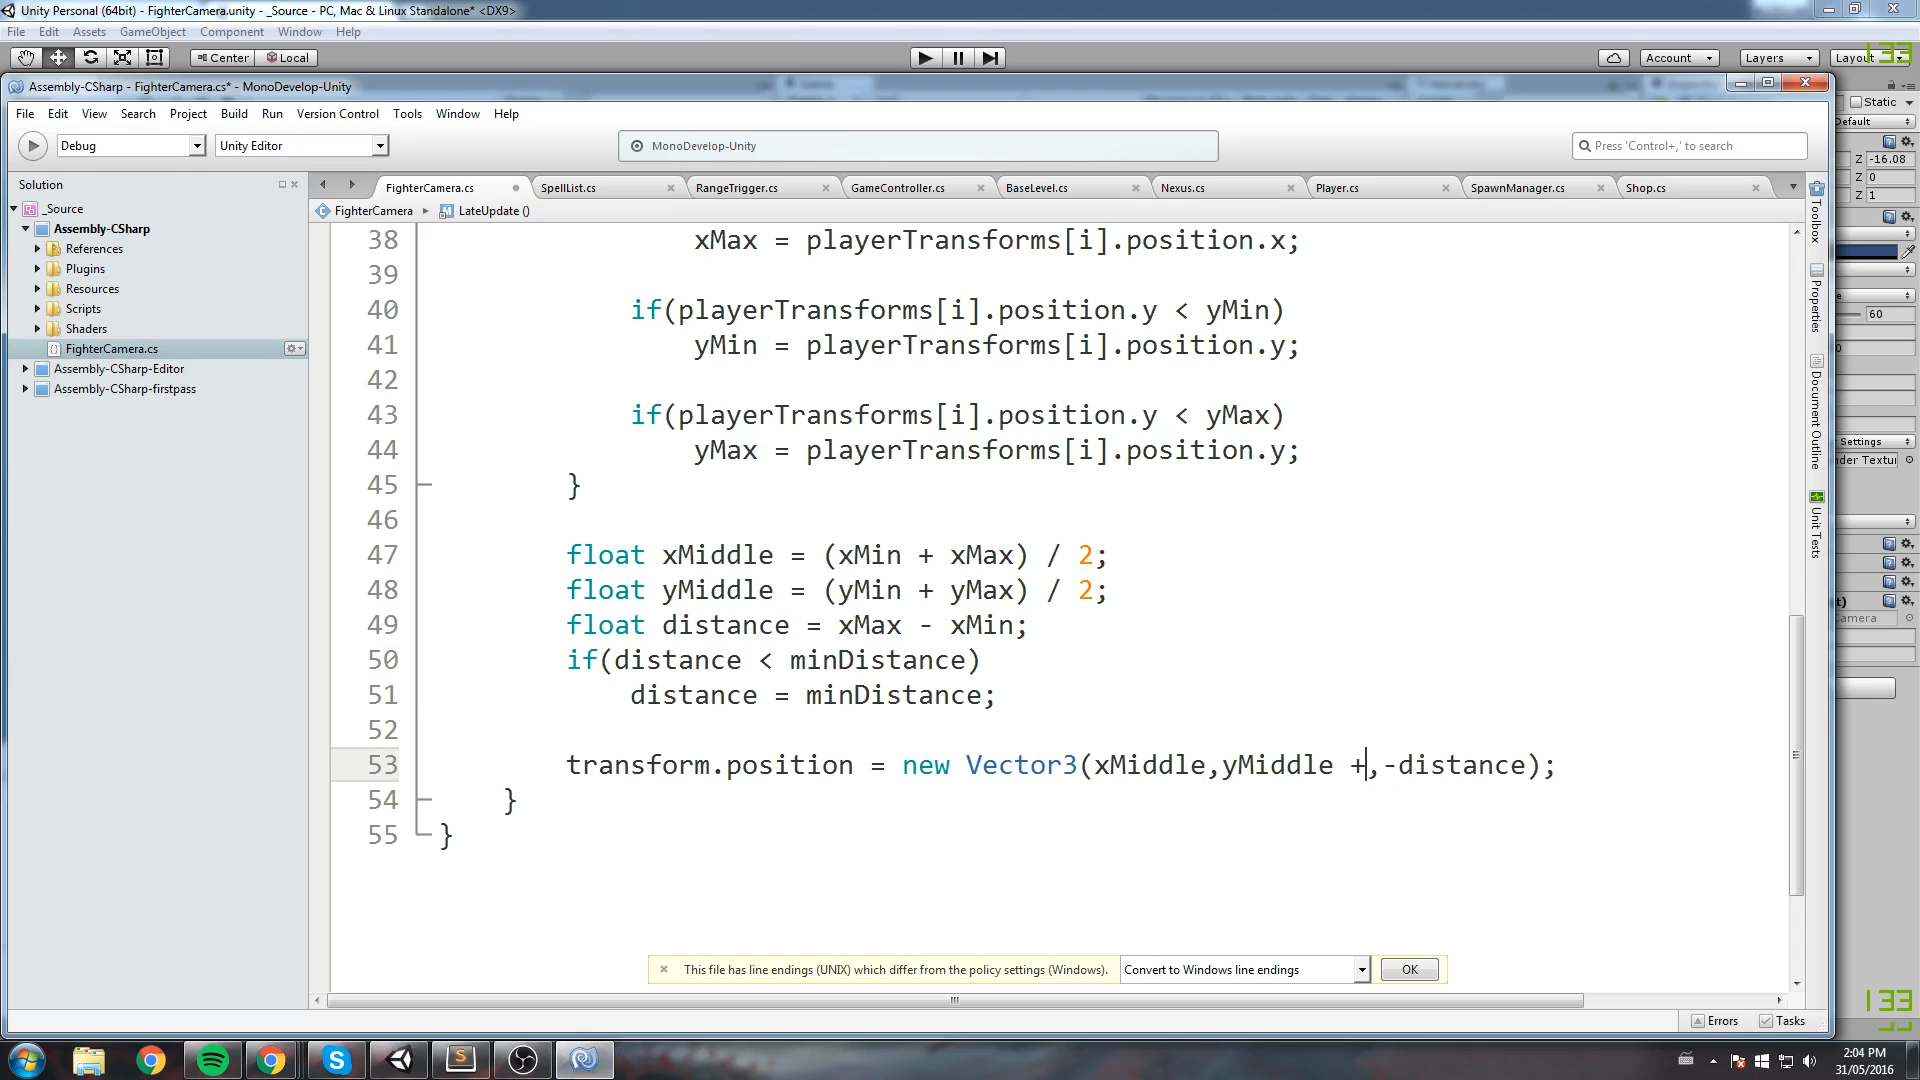 Unity Personal (64bit) - FighterCamera.unity - _Source - PC, Mac & Linux Standalone* <DX9>
File Edit Assets GameObject Component Window Help
Center Local Account Layers Layout
133
Assembly-CSharp - FighterCamera.cs* - MonoDevelop-Unity
File Edit View Search Project Build Run Version Control Tools Window Help
Debug Unity Editor MonoDevelop-Unity Press 'Control+,' to search
Solution
FighterCamera.cs SpellList.cs RangeTrigger.cs GameController.cs BaseLevel.cs Nexus.cs Player.cs SpawnManager.cs Shop.cs
FighterCamera LateUpdate ()
_Source
Assembly-CSharp
References
Plugins
Resources
Scripts
Shaders
FighterCamera.cs
Assembly-CSharp-Editor
Assembly-CSharp-firstpass
38 xMax = playerTransforms[i].position.x;
39
40 if(playerTransforms[i].position.y < yMin)
41 yMin = playerTransforms[i].position.y;
42
43 if(playerTransforms[i].position.y < yMax)
44 yMax = playerTransforms[i].position.y;
45 }
46
47 float xMiddle = (xMin + xMax) / 2;
48 float yMiddle = (yMin + yMax) / 2;
49 float distance = xMax - xMin;
50 if(distance < minDistance)
51 distance = minDistance;
52
53 transform.position = new Vector3(xMiddle,yMiddle +,-distance);
54 }
55 }
This file has line endings (UNIX) which differ from the policy settings (Windows). Convert to Windows line endings OK
Errors Tasks
Toolbox
Properties
Document Outline
Unit Tests
Static
Default
Z -16.08
Z 0
Z 1
60
Settings
133
2:04 PM
31/05/2016